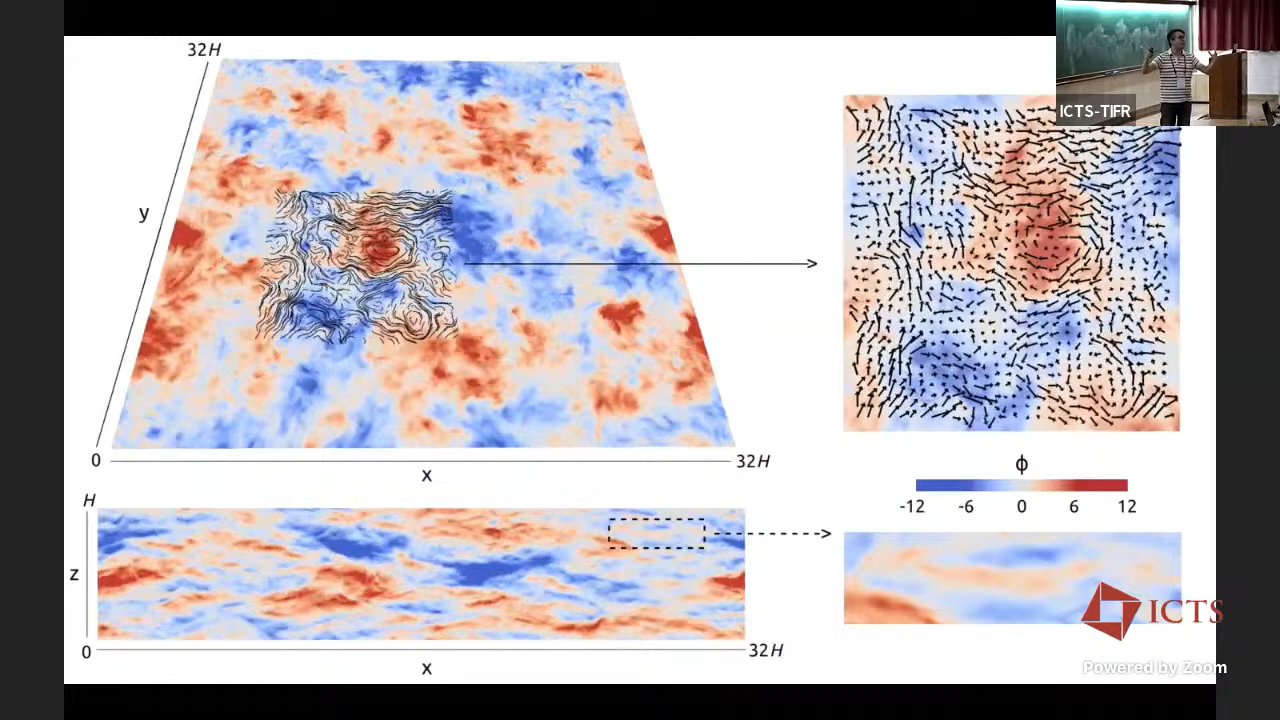 32H
y
0
x
32H
H
z
0
x
32H
ICTS-TIFR
ϕ
-12 -6 0 6 12
ICTS
Powered by Zoom